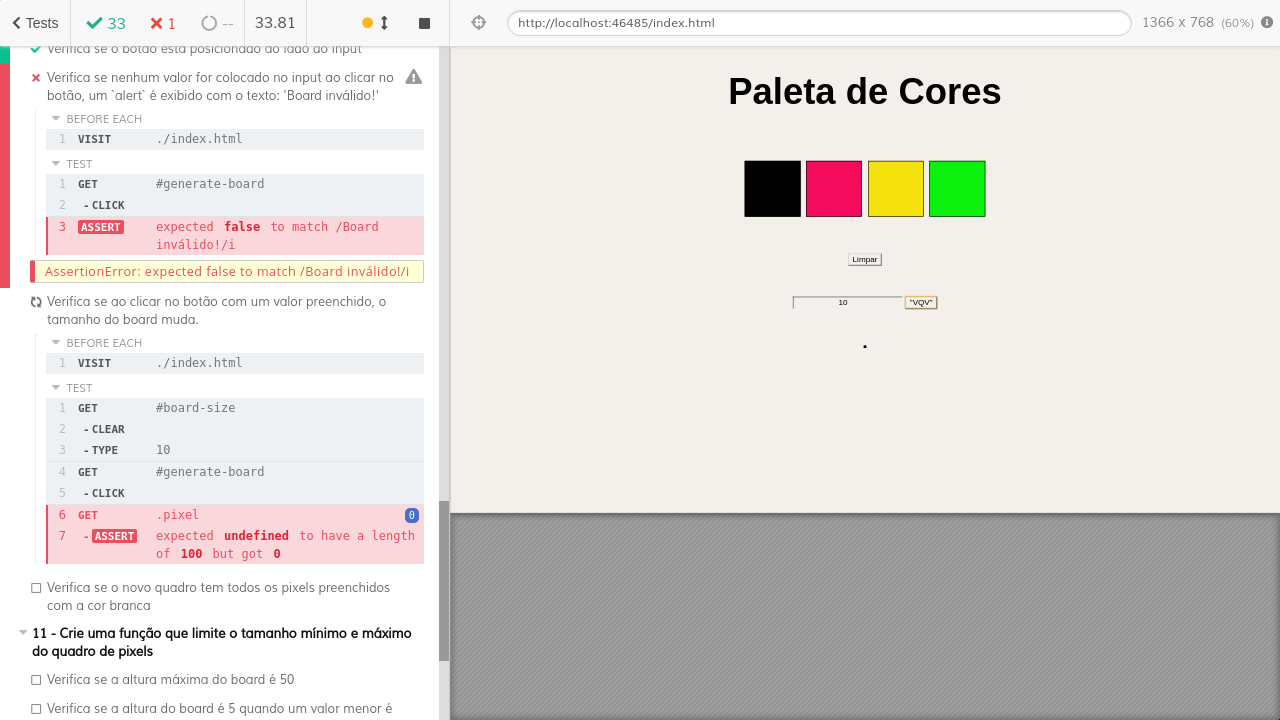 Tests 33 1 -- 33.81 http://localhost:46485/index.html 1366 x 768 (60%)
Verifica se o botão está posicionado ao lado do input
Verifica se nenhum valor for colocado no input ao clicar no
botão, um `alert` é exibido com o texto: 'Board inválido!'
BEFORE EACH
1 VISIT ./index.html
TEST
1 GET #generate-board
2 - CLICK
3 ASSERT expected false to match /Board
inválido!/i
AssertionError: expected false to match /Board inválido!/i
Verifica se ao clicar no botão com um valor preenchido, o
tamanho do board muda.
BEFORE EACH
1 VISIT ./index.html
TEST
1 GET #board-size
2 - CLEAR
3 - TYPE 10
4 GET #generate-board
5 - CLICK
6 GET .pixel 0
7 - ASSERT expected undefined to have a length
of 100 but got 0
Verifica se o novo quadro tem todos os pixels preenchidos
com a cor branca
11 - Crie uma função que limite o tamanho mínimo e máximo
do quadro de pixels
Verifica se a altura máxima do board é 50
Verifica se a altura do board é 5 quando um valor menor é
Paleta de Cores
Limpar
10 "VQV"